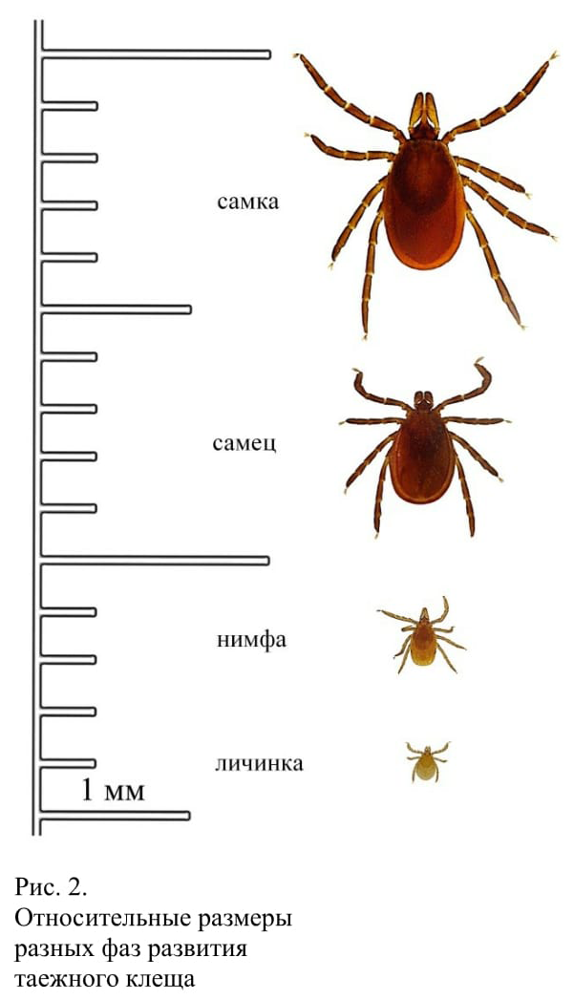 самка
самец
нимфа
личинка
1 мм
Рис. 2.
Относительные размеры
разных фаз развития
таежного клеща